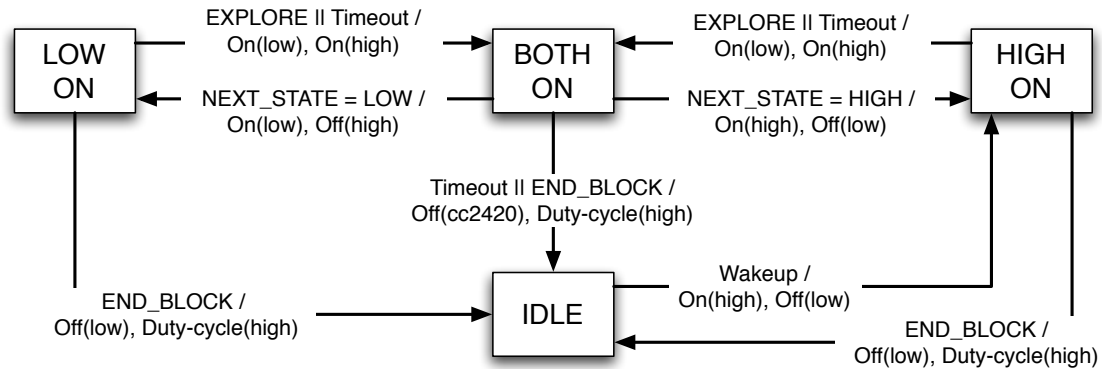 EXPLORE || Timeout /
On(low), On(high)
EXPLORE || Timeout /
On(low), On(high)
LOW
ON
BOTH
ON
HIGH
ON
NEXT_STATE = LOW /
On(low), Off(high)
NEXT_STATE = HIGH /
On(high), Off(low)
Timeout || END_BLOCK /
Off(cc2420), Duty-cycle(high)
END_BLOCK /
Off(low), Duty-cycle(high)
IDLE
Wakeup /
On(high), Off(low)
END_BLOCK /
Off(low), Duty-cycle(high)